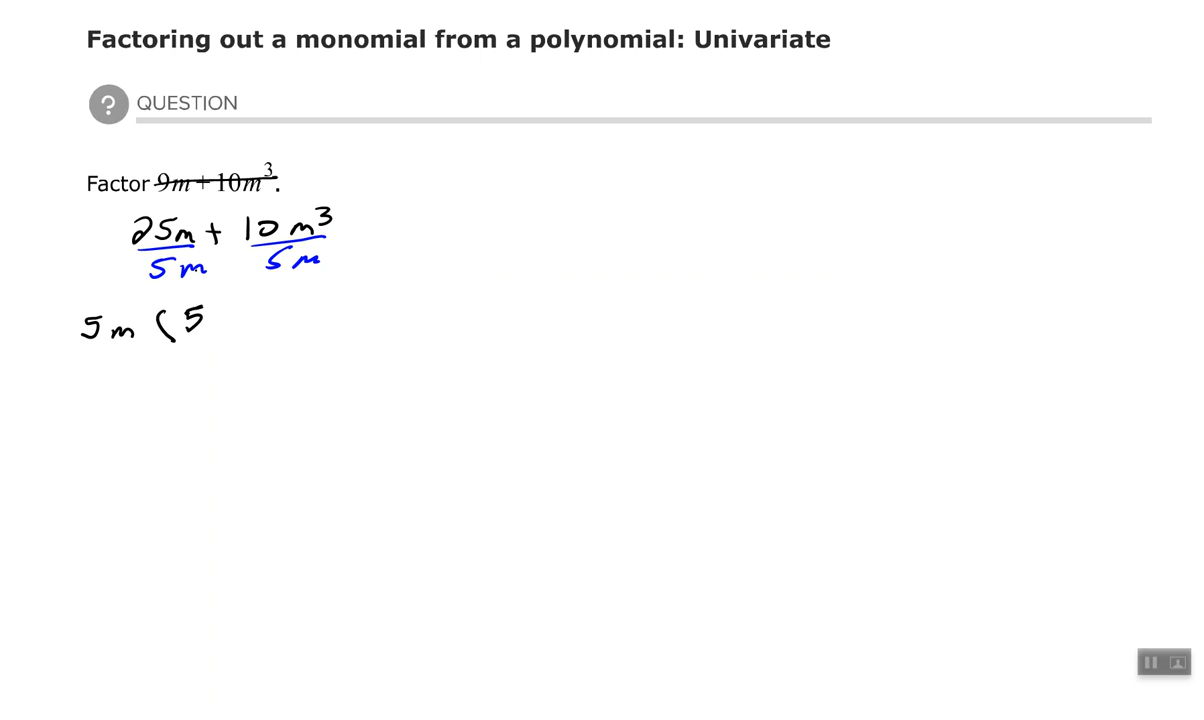 Factoring out a monomial from a polynomial: Univariate
? QUESTION
Factor 9m + 10m³.
25m + 10m³
5m 5m
5m (5